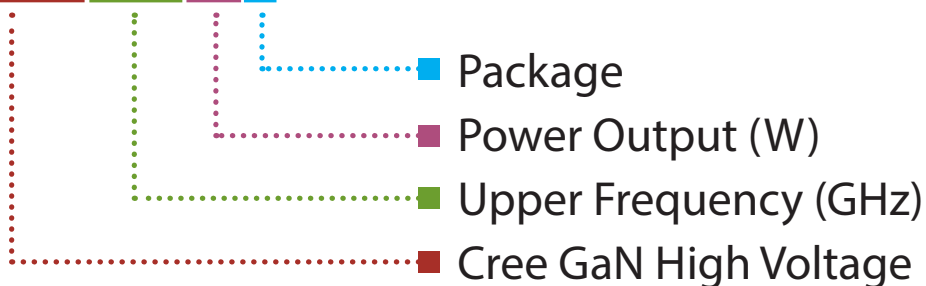 Package
Power Output (W)
Upper Frequency (GHz)
Cree GaN High Voltage